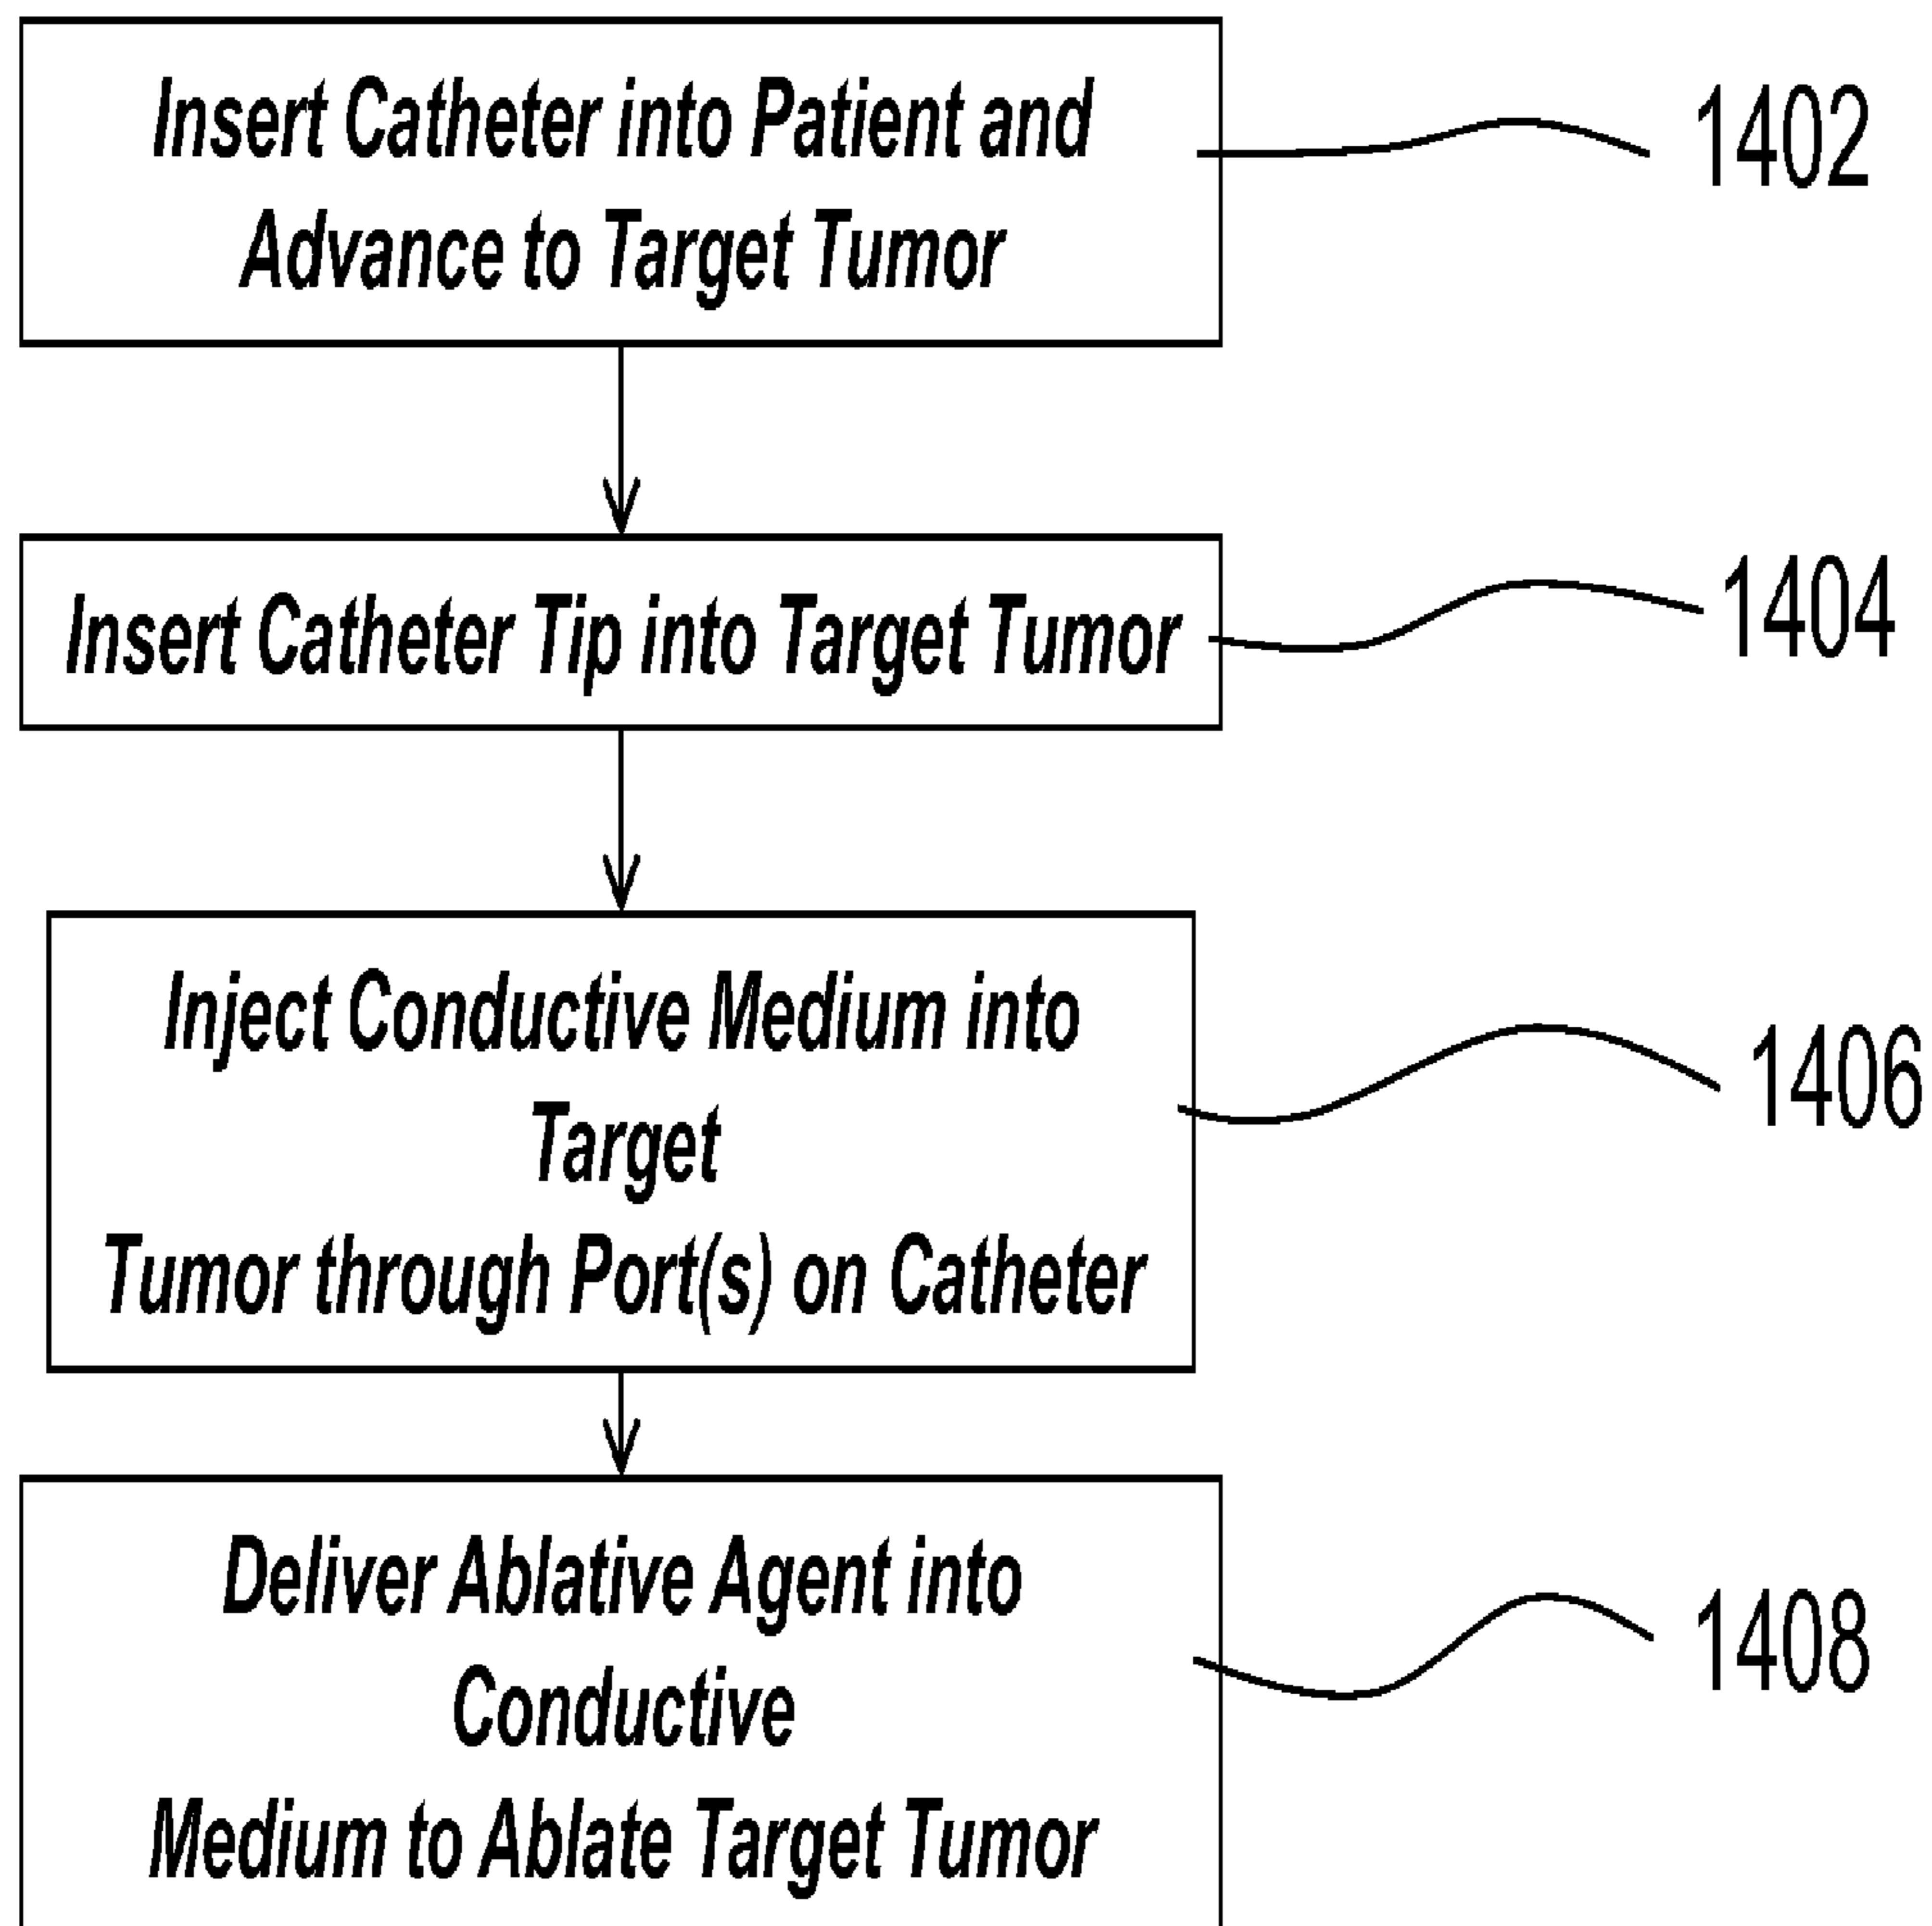 Insert Catheter into Patient and
Advance to Target Tumor
1402
Insert Catheter Tip into Target Tumor
1404
Inject Conductive Medium into
Target
Tumor through Port(s) on Catheter
1406
Deliver Ablative Agent into
Conductive
Medium to Ablate Target Tumor
1408